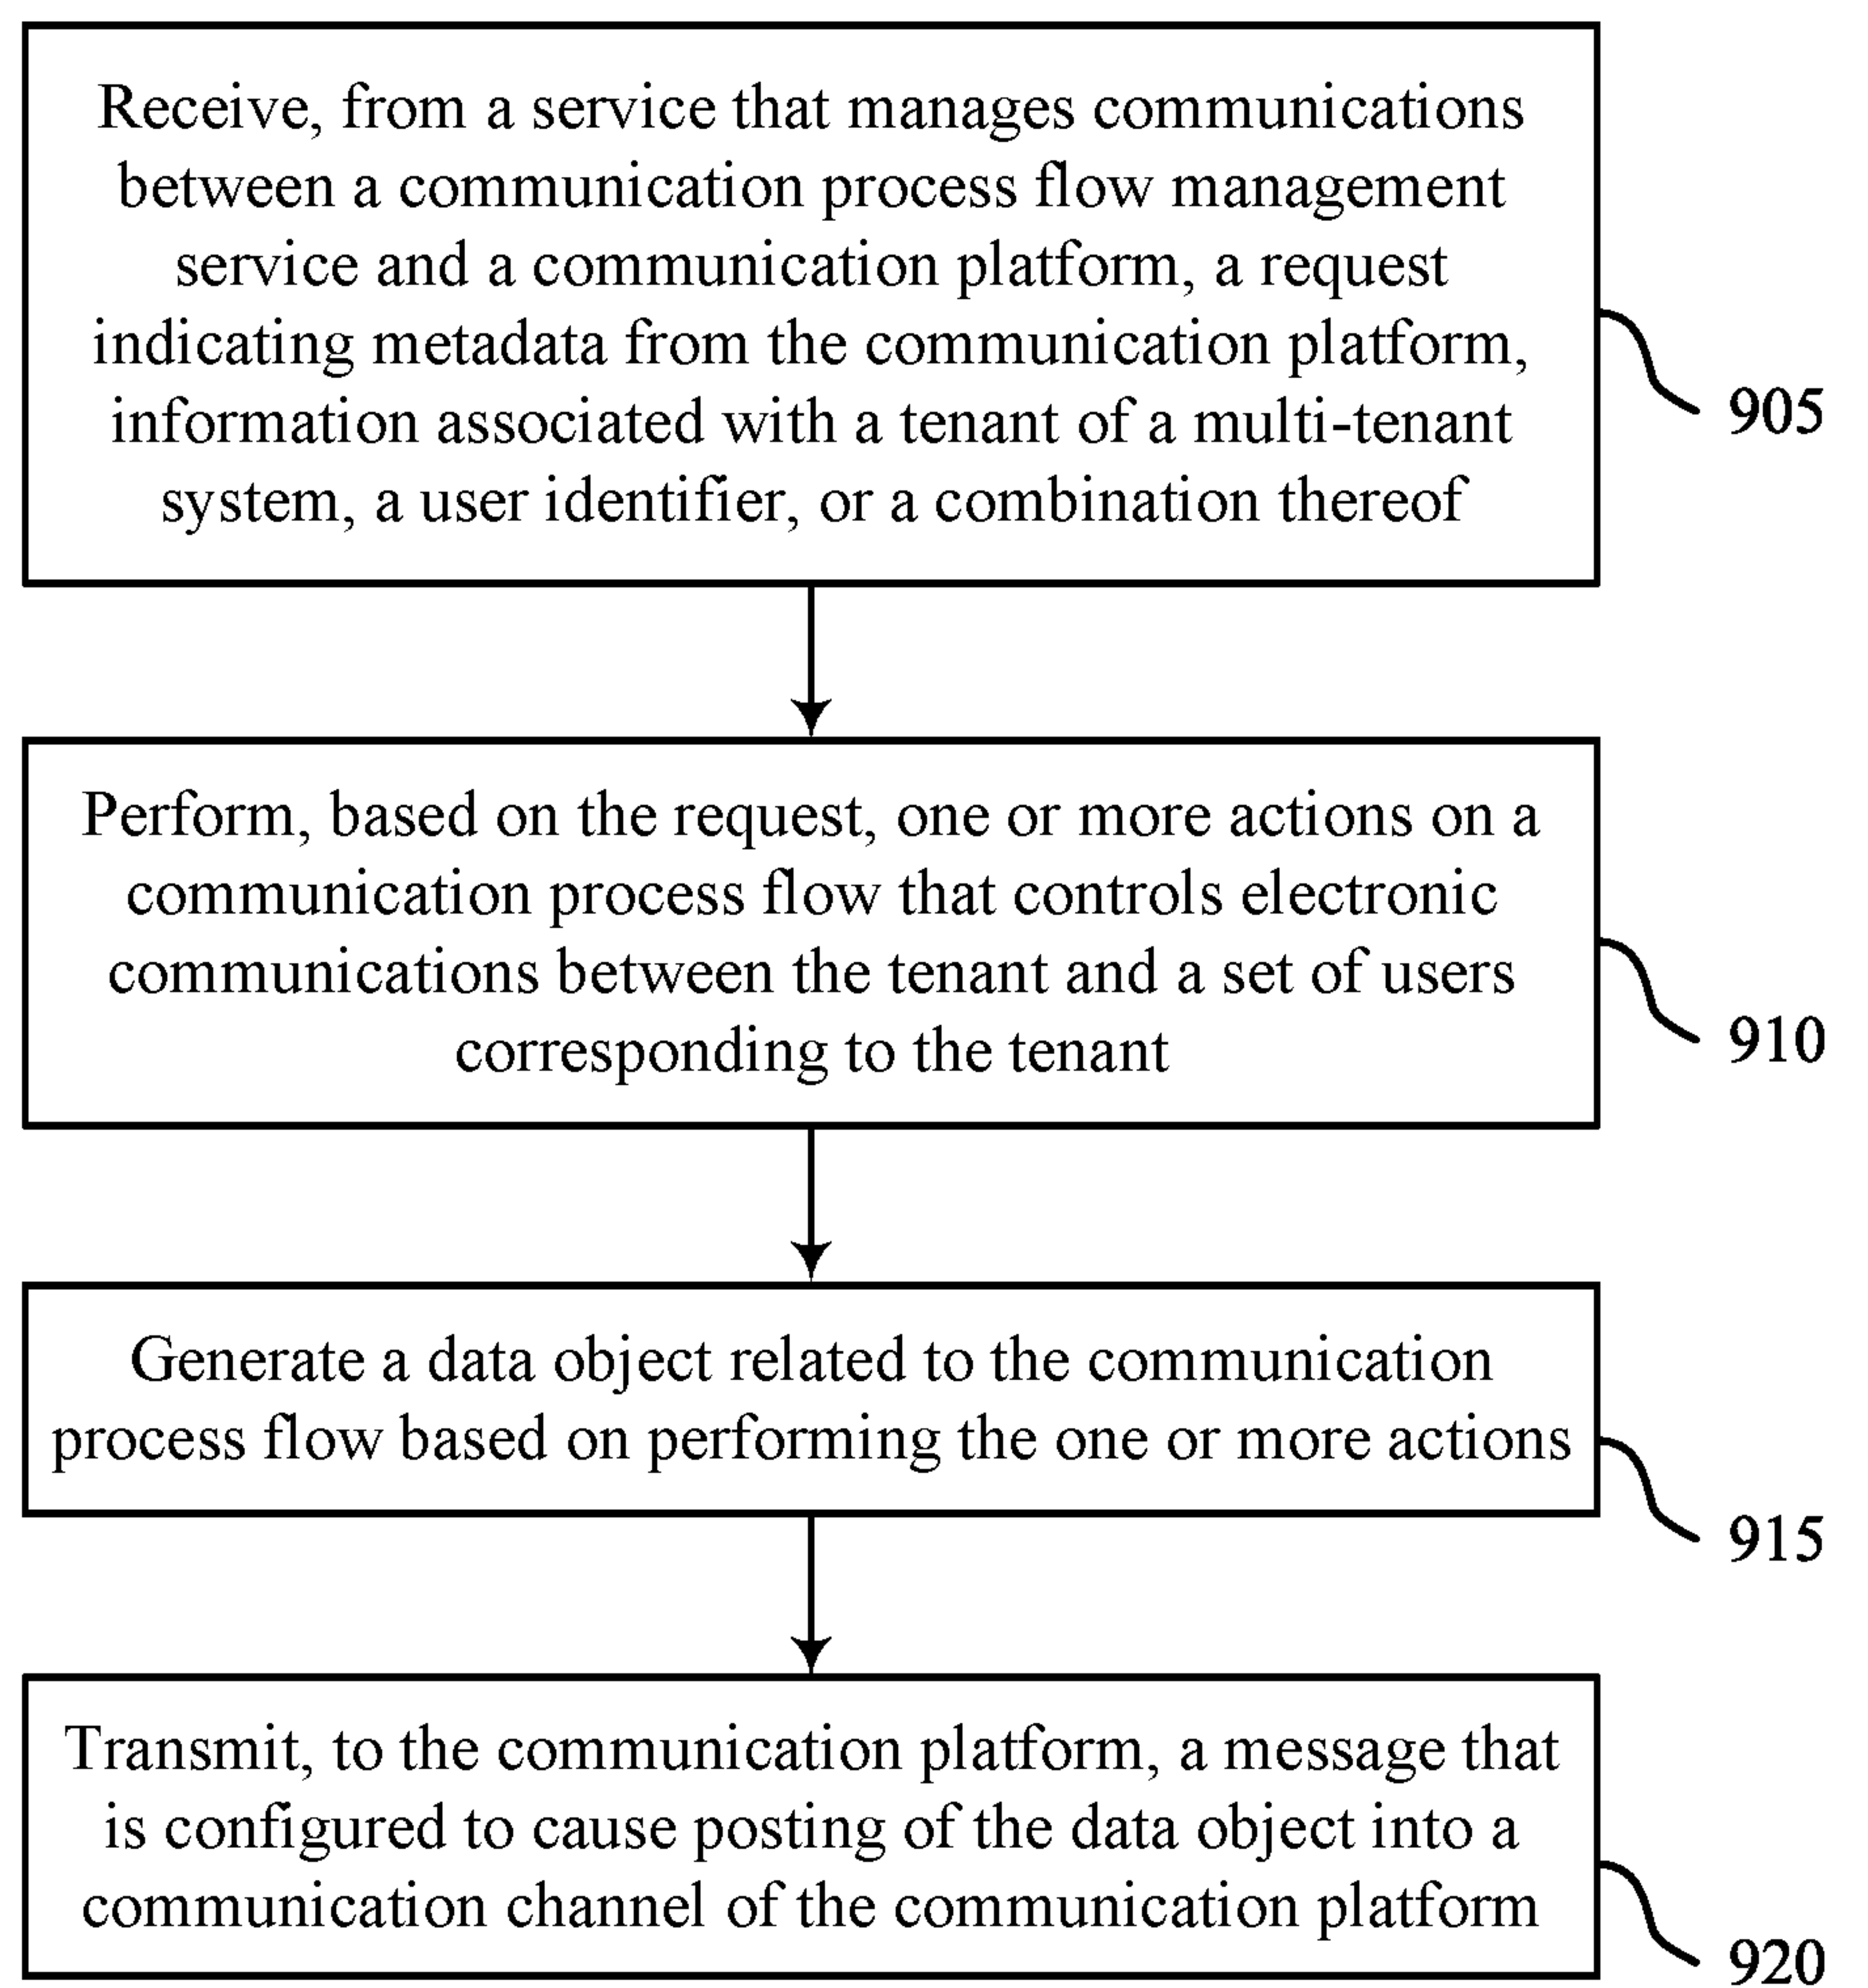 Receive, from a service that manages communications
between a communication process flow management
service and a communication platform, a request
indicating metadata from the communication platform,
information associated with a tenant of a multi-tenant
system, a user identifier, or a combination thereof
905
Perform, based on the request, one or more actions on a
communication process flow that controls electronic
communications between the tenant and a set of users
corresponding to the tenant
910
Generate a data object related to the communication
process flow based on performing the one or more actions
915
Transmit, to the communication platform, a message that
is configured to cause posting of the data object into a
communication channel of the communication platform
920